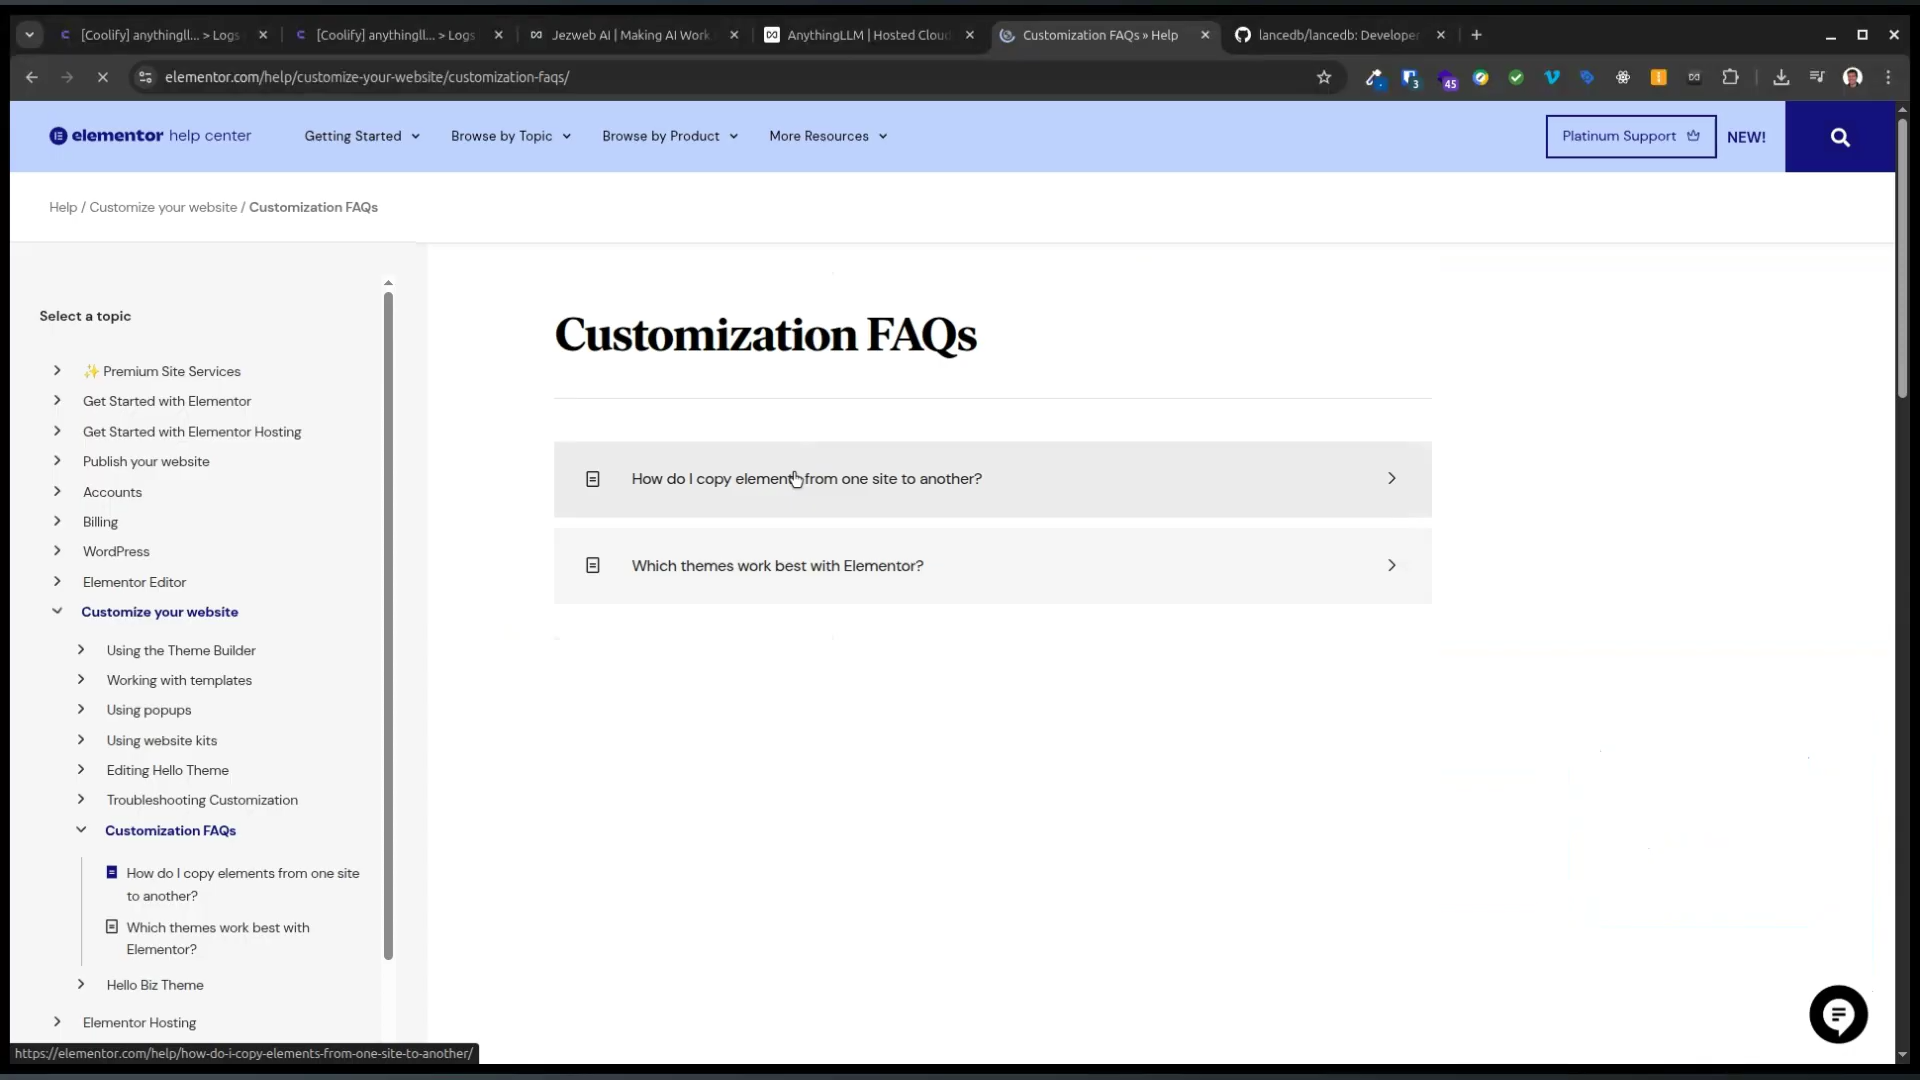 [Coolify] anythingll... > Logs
[Coolify] anythingll... > Logs
Jezweb AI | Making AI Work
AnythingLLM | Hosted Cloud
Customization FAQs » Help
lancedb/lancedb: Developer
elementor.com/help/customize-your-website/customization-faqs/
3
45
elementor help center
Getting Started
Browse by Topic
Browse by Product
More Resources
Platinum Support
NEW!
Help / Customize your website / Customization FAQs
Select a topic
✨ Premium Site Services
Get Started with Elementor
Get Started with Elementor Hosting
Publish your website
Accounts
Billing
WordPress
Elementor Editor
Customize your website
Using the Theme Builder
Working with templates
Using popups
Using website kits
Editing Hello Theme
Troubleshooting Customization
Customization FAQs
How do I copy elements from one site
to another?
Which themes work best with
Elementor?
Hello Biz Theme
Elementor Hosting
Customization FAQs
How do I copy elements from one site to another?
Which themes work best with Elementor?
https://elementor.com/help/how-do-i-copy-elements-from-one-site-to-another/